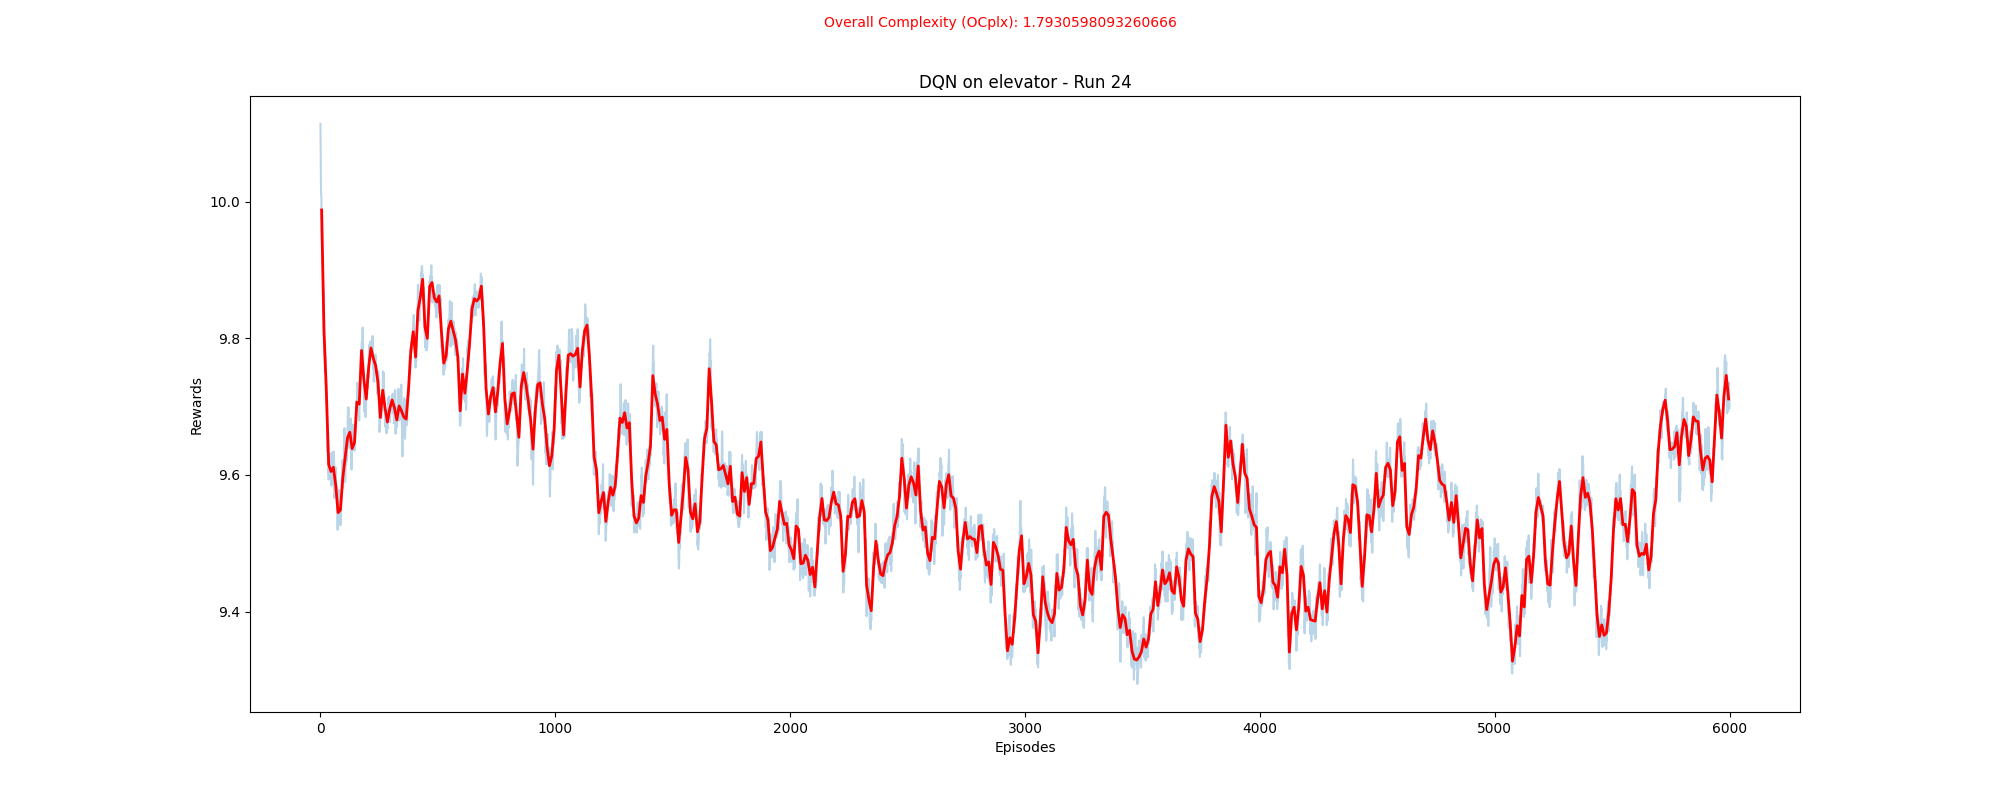 Overall Complexity (OCplx): 1.7930598093260666
DQN on elevator - Run 24
Rewards
10.0
9.8
9.6
9.4
0 1000 2000 3000 4000 5000 6000
Episodes